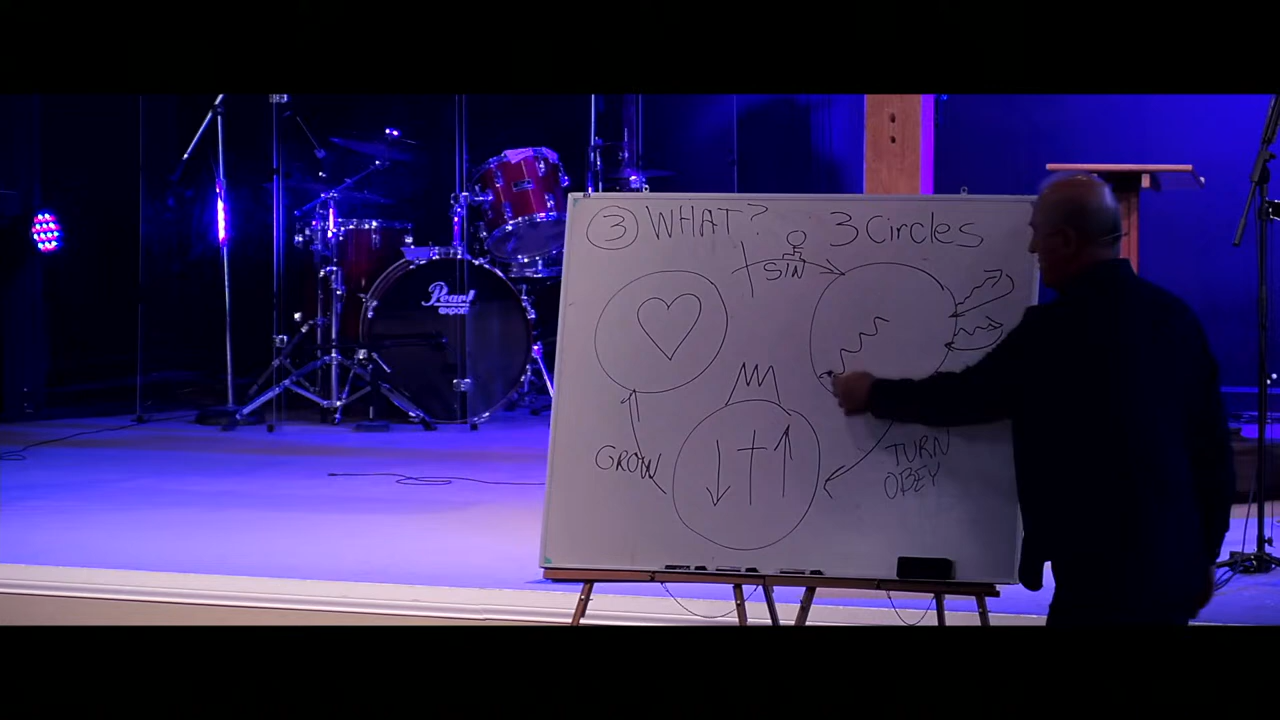 ③ WHAT? 3 Circles
SIN
GROW
TURN
OBEY
Pearl
export